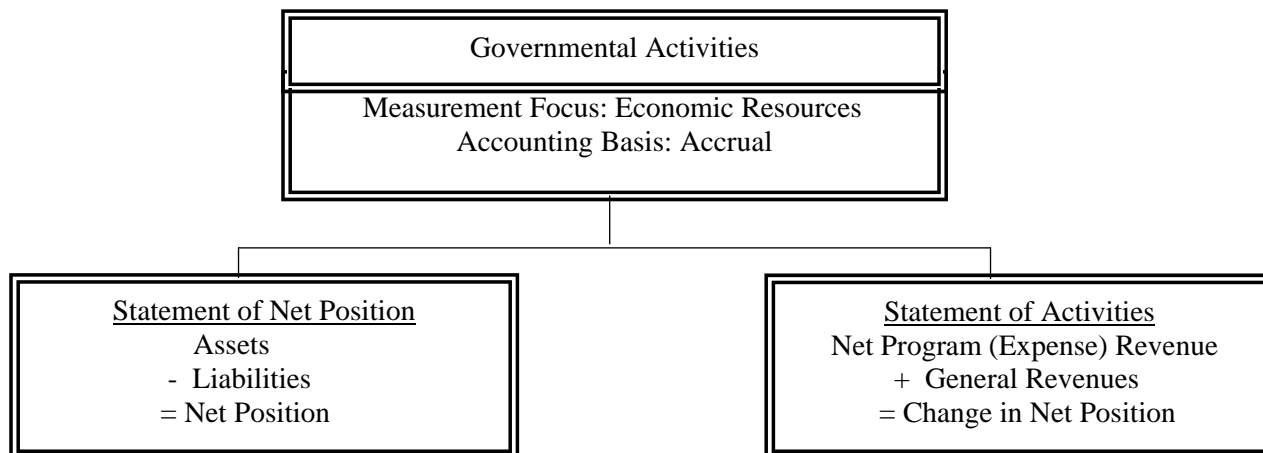 Governmental Activities
Measurement Focus: Economic Resources
Accounting Basis: Accrual
Statement of Net Position
Assets
- Liabilities
= Net Position
Statement of Activities
Net Program (Expense) Revenue
+ General Revenues
= Change in Net Position